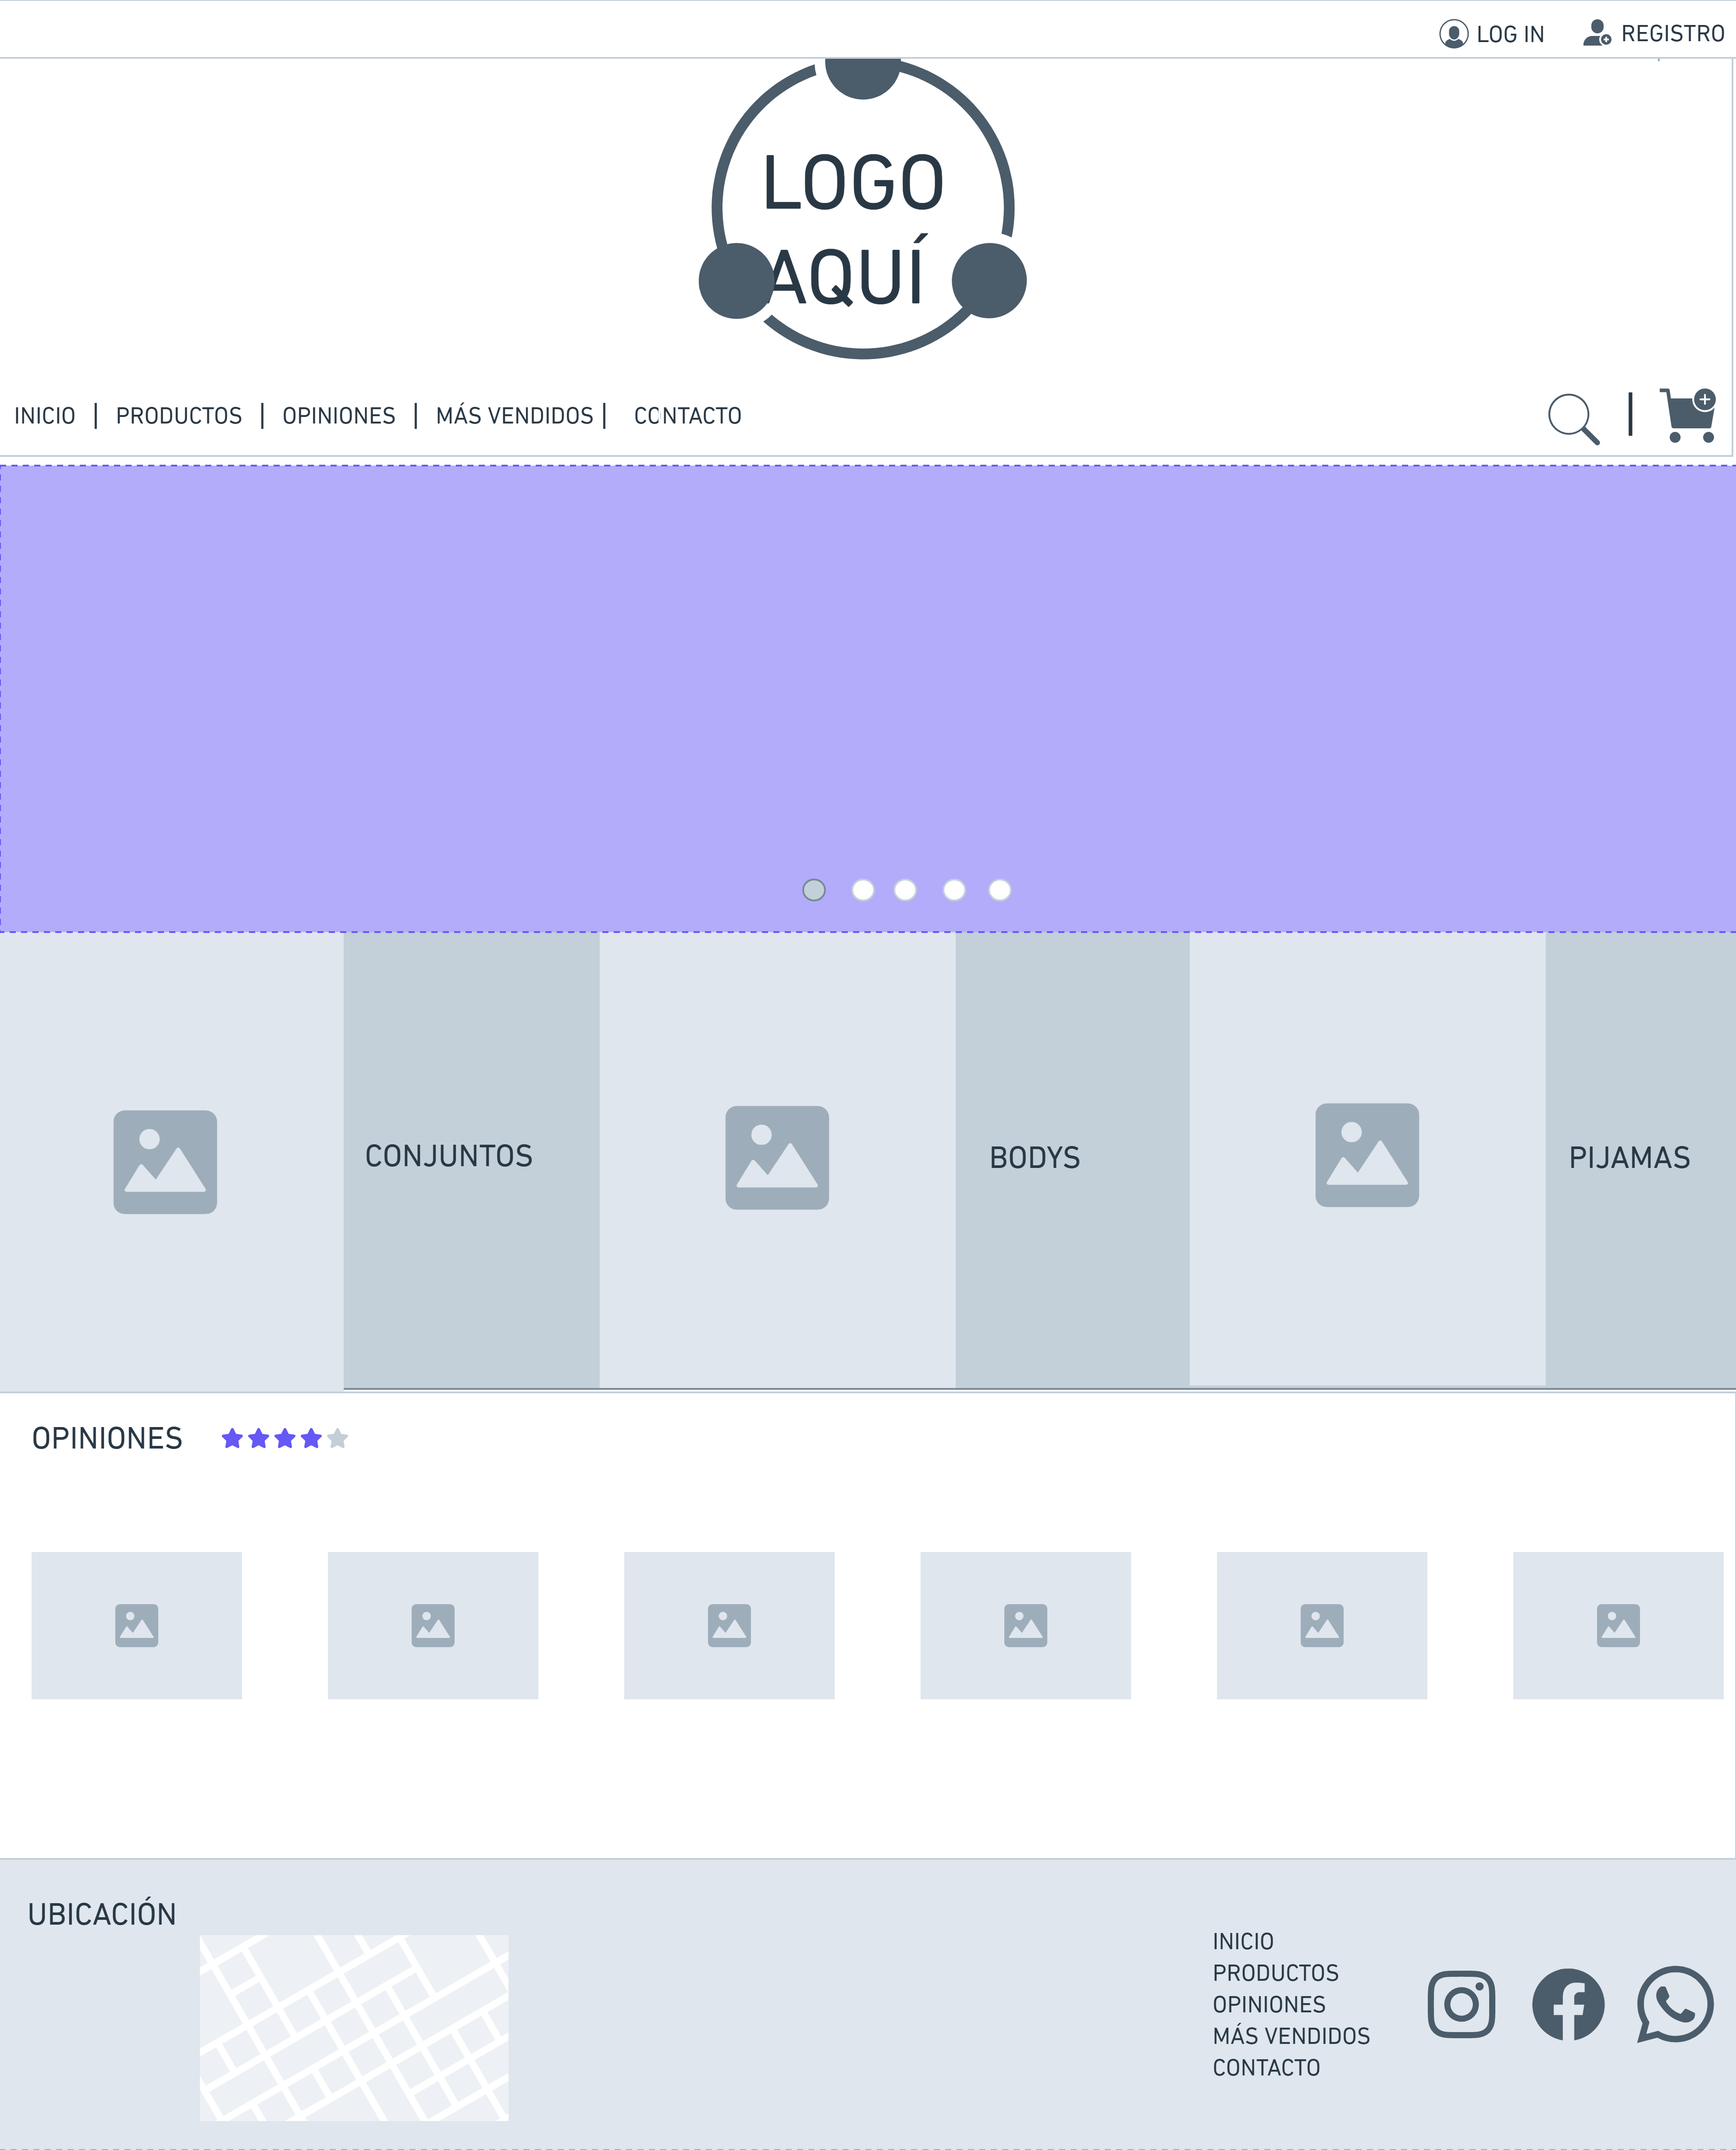 LOG IN REGISTRO
LOGO
AQUÍ
INICIO | PRODUCTOS | OPINIONES | MÁS VENDIDOS | CONTACTO
CONJUNTOS
BODYS
PIJAMAS
OPINIONES
UBICACIÓN
INICIO
PRODUCTOS
OPINIONES
MÁS VENDIDOS
CONTACTO